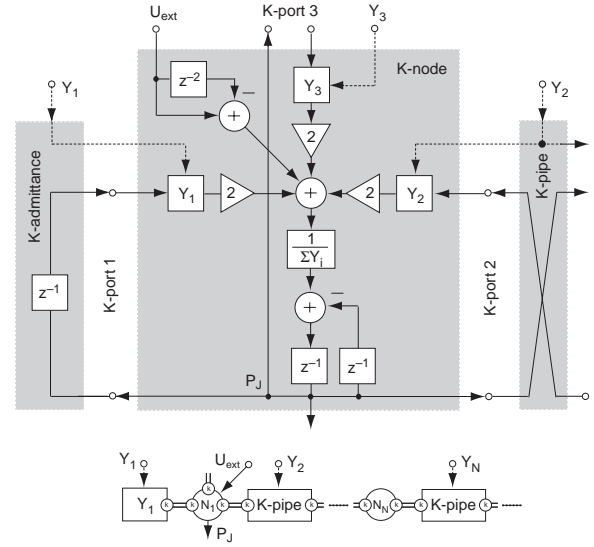 U_ext K-port 3 Y_3
K-node
Y_1 z^{-2} − Y_3 Y_2
+ 2
K-admittance K-pipe
Y_1 2 + 2 Y_2
1/ΣY_i
K-port 1 K-port 2
z^{-1} + −
z^{-1} z^{-1}
P_J
Y_1 U_ext Y_2 Y_N
k
Y_1 k k N_1 k k K-pipe k k N_N k k K-pipe k
P_J